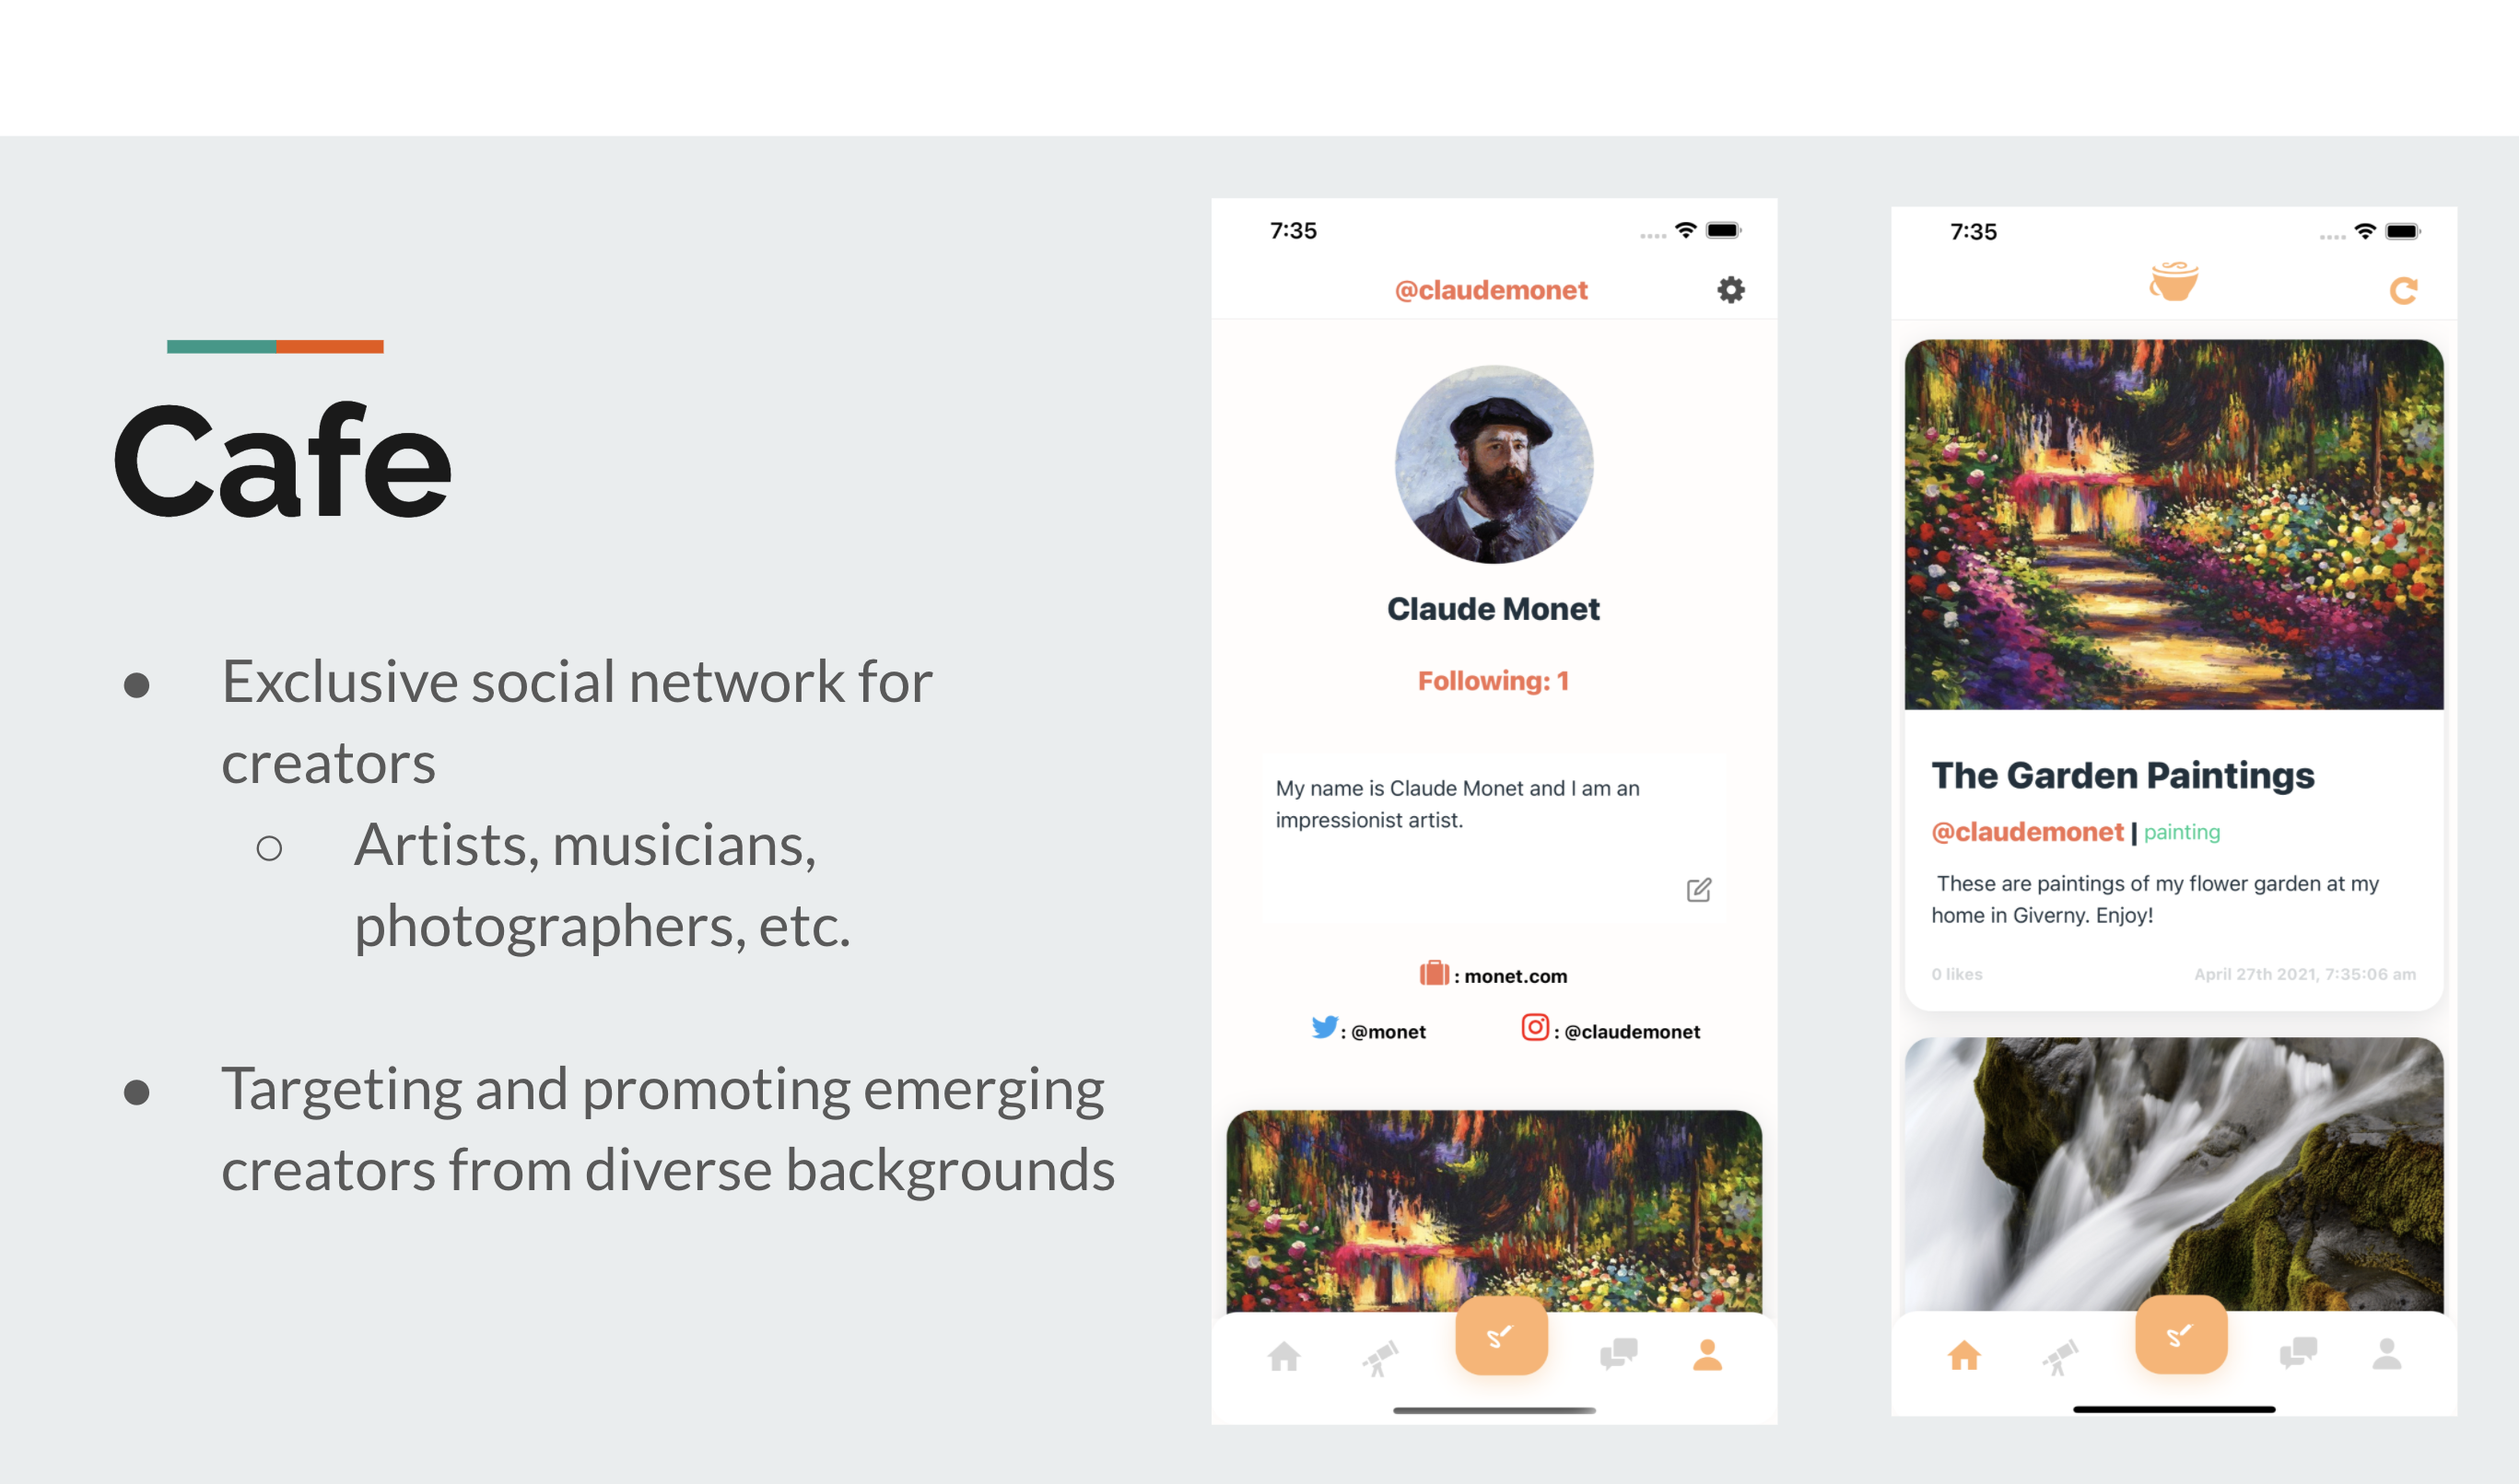 Cafe
● Exclusive social network for
creators
○ Artists, musicians,
photographers, etc.
● Targeting and promoting emerging
creators from diverse backgrounds
7:35
@claudemonet
Claude Monet
Following: 1
My name is Claude Monet and I am an
impressionist artist.
: monet.com
: @monet
: @claudemonet
7:35
The Garden Paintings
@claudemonet | painting
These are paintings of my flower garden at my
home in Giverny. Enjoy!
0 likes
April 27th 2021, 7:35:06 am